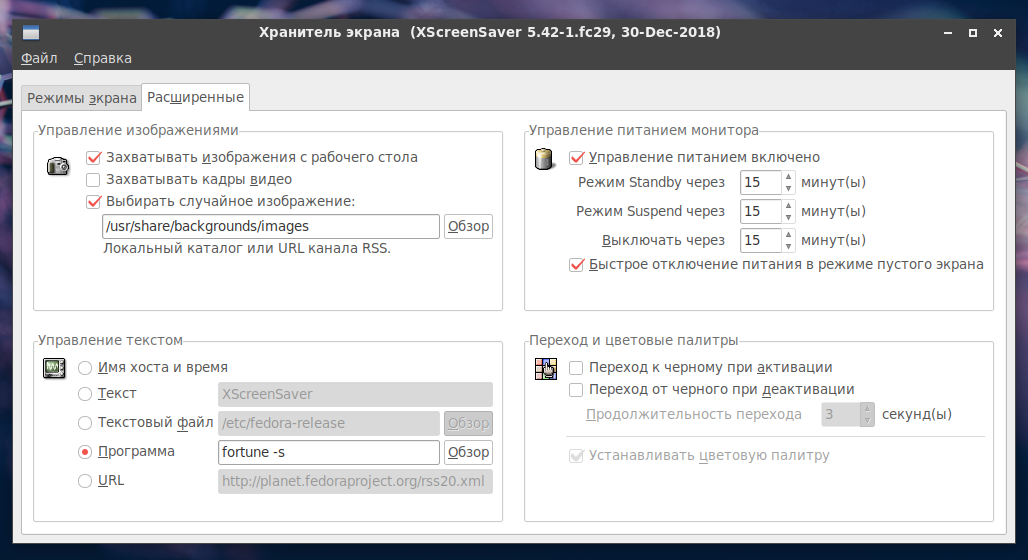 Хранитель экрана  (XScreenSaver 5.42-1.fc29, 30-Dec-2018)
Файл Справка
Режимы экрана Расширенные
Управление изображениями
Захватывать изображения с рабочего стола
Захватывать кадры видео
Выбирать случайное изображение:
/usr/share/backgrounds/images Обзор
Локальный каталог или URL канала RSS.
Управление питанием монитора
Управление питанием включено
Режим Standby через 15 минут(ы)
Режим Suspend через 15 минут(ы)
Выключать через 15 минут(ы)
Быстрое отключение питания в режиме пустого экрана
Управление текстом
Имя хоста и время
Текст XScreenSaver
Текстовый файл /etc/fedora-release Обзор
Программа fortune -s Обзор
URL http://planet.fedoraproject.org/rss20.xml
Переход и цветовые палитры
Переход к черному при активации
Переход от черного при деактивации
Продолжительность перехода 3 секунд(ы)
Устанавливать цветовую палитру